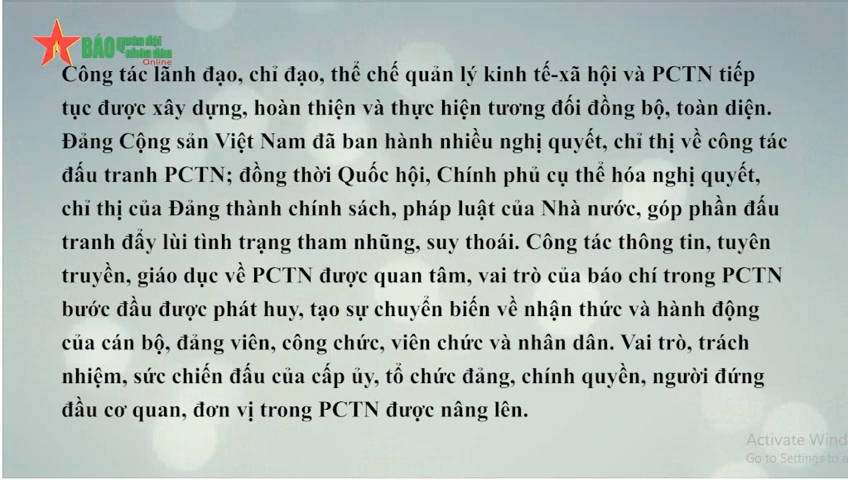 BÁO quân đội nhân dân Online
Công tác lãnh đạo, chỉ đạo, thể chế quản lý kinh tế-xã hội và PCTN tiếp
tục được xây dựng, hoàn thiện và thực hiện tương đối đồng bộ, toàn diện.
Đảng Cộng sản Việt Nam đã ban hành nhiều nghị quyết, chỉ thị về công tác
đấu tranh PCTN; đồng thời Quốc hội, Chính phủ cụ thể hóa nghị quyết,
chỉ thị của Đảng thành chính sách, pháp luật của Nhà nước, góp phần đấu
tranh đẩy lùi tình trạng tham nhũng, suy thoái. Công tác thông tin, tuyên
truyền, giáo dục về PCTN được quan tâm, vai trò của báo chí trong PCTN
bước đầu được phát huy, tạo sự chuyển biến về nhận thức và hành động
của cán bộ, đảng viên, công chức, viên chức và nhân dân. Vai trò, trách
nhiệm, sức chiến đấu của cấp ủy, tổ chức đảng, chính quyền, người đứng
đầu cơ quan, đơn vị trong PCTN được nâng lên.
Activate Wind
Go to Settings to a